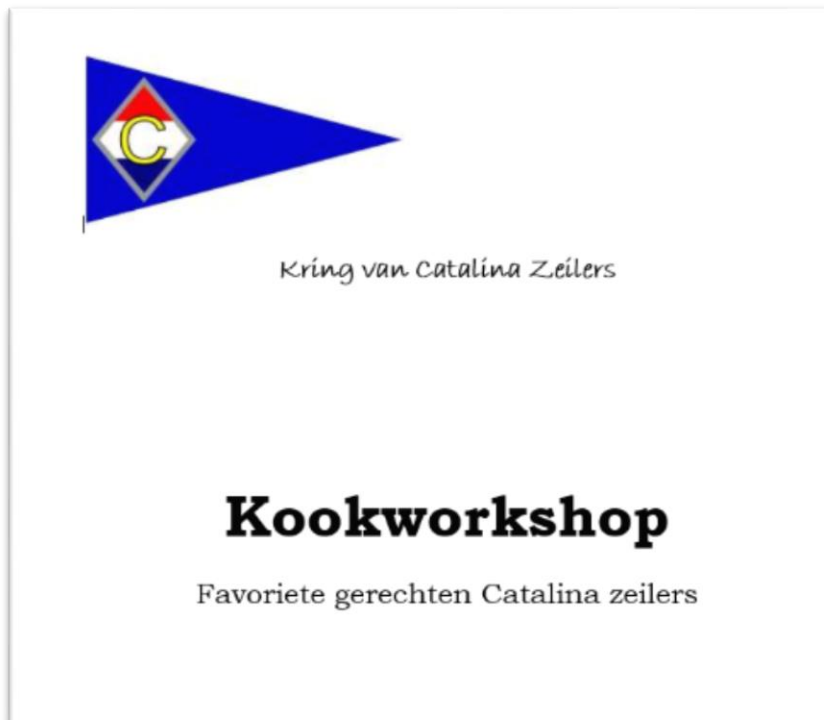 C
Kring van Catalina Zeilers
Kookworkshop
Favoriete gerechten Catalina zeilers